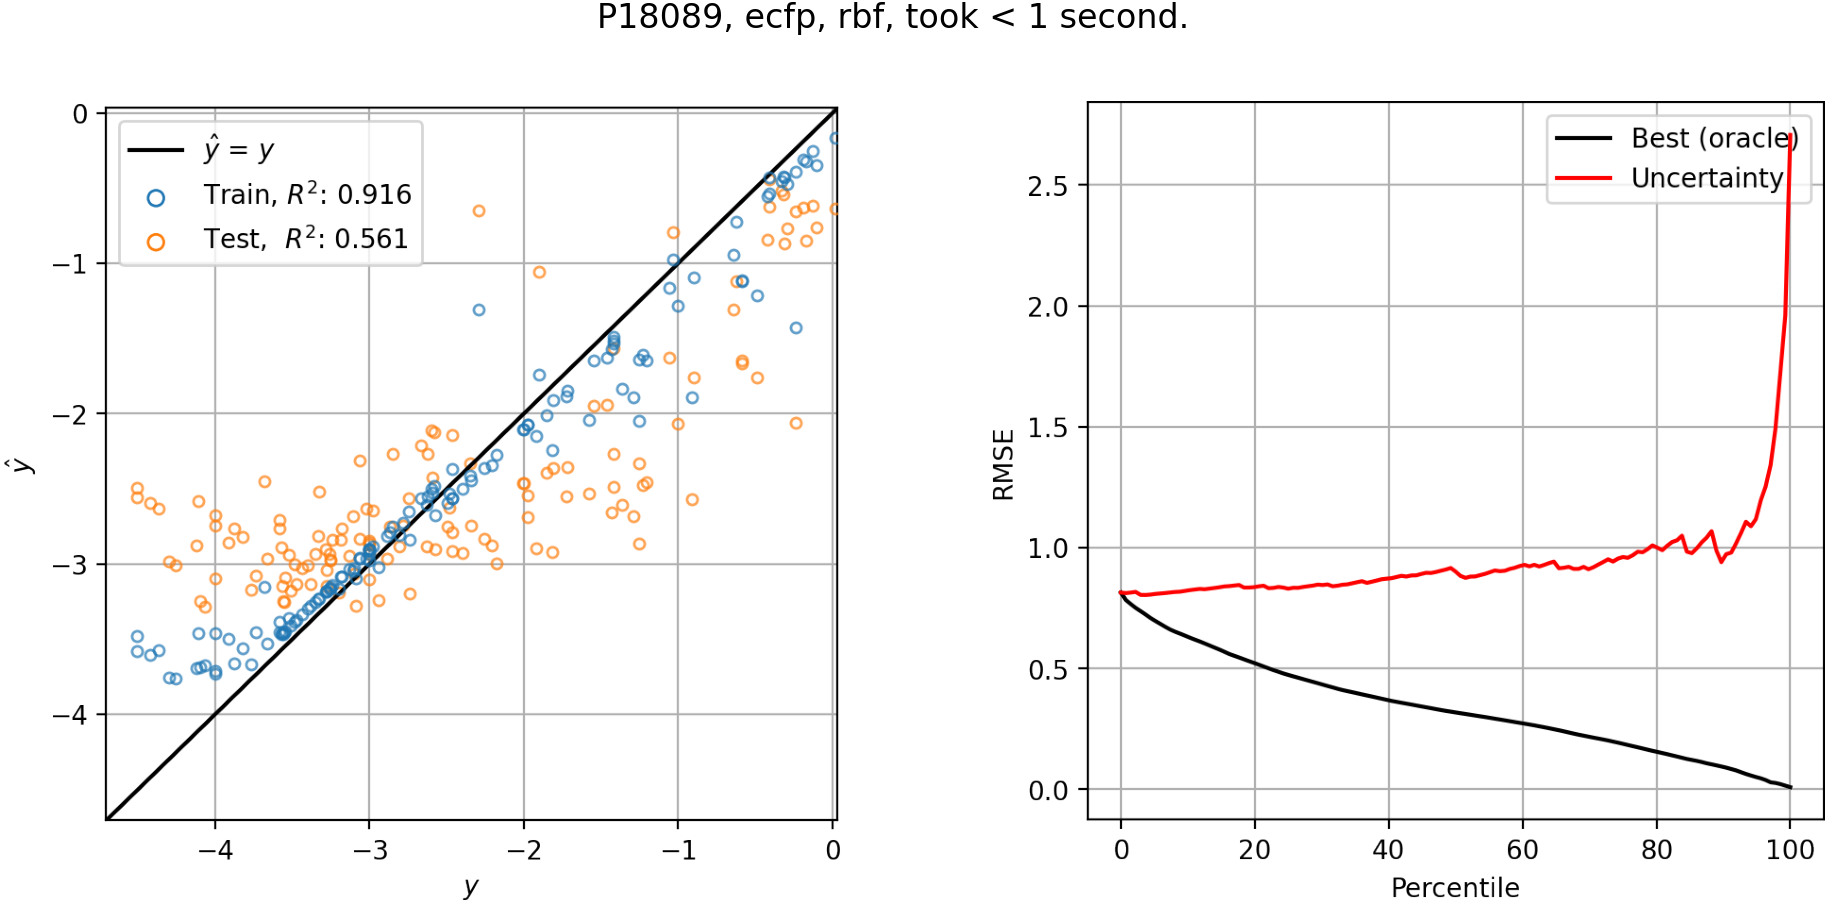 P18089, ecfp, rbf, took < 1 second.
ŷ = y
Train, R²: 0.916
Test, R²: 0.561
0
−1
−2
−3
−4
ŷ
−4
−3
−2
−1
0
y
Best (oracle)
Uncertainty
2.5
2.0
1.5
1.0
0.5
0.0
RMSE
0
20
40
60
80
100
Percentile